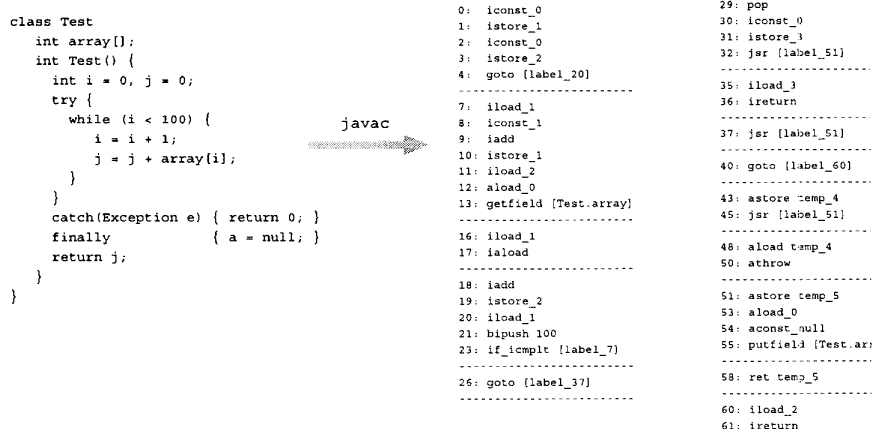 class Test
int array[];
int Test() {
int i = 0, j = 0;
try {
while (i < 100) {
i = i + 1;
j = j + array[i];
}
}
catch(Exception e) { return 0; }
finally { a = null; }
return j;
}
}
javac
0: iconst_0
1: istore_1
2: iconst_0
3: istore_2
4: goto [label_20]
7: iload_1
8: iconst_1
9: iadd
10: istore_1
11: iload_2
12: aload_0
13: getfield [Test.array]
16: iload_1
17: iaload
18: iadd
19: istore_2
20: iload_1
21: bipush 100
23: if_icmplt [label_7]
26: goto [label_37]
29: pop
30: iconst_0
31: istore_3
32: jsr [label_51]
35: iload_3
36: ireturn
37: jsr [label_51]
40: goto [label_60]
43: astore temp_4
45: jsr [label_51]
48: aload temp_4
50: athrow
51: astore temp_5
53: aload_0
54: aconst_null
55: putfield [Test.arr
58: ret temp_5
60: iload_2
61: ireturn